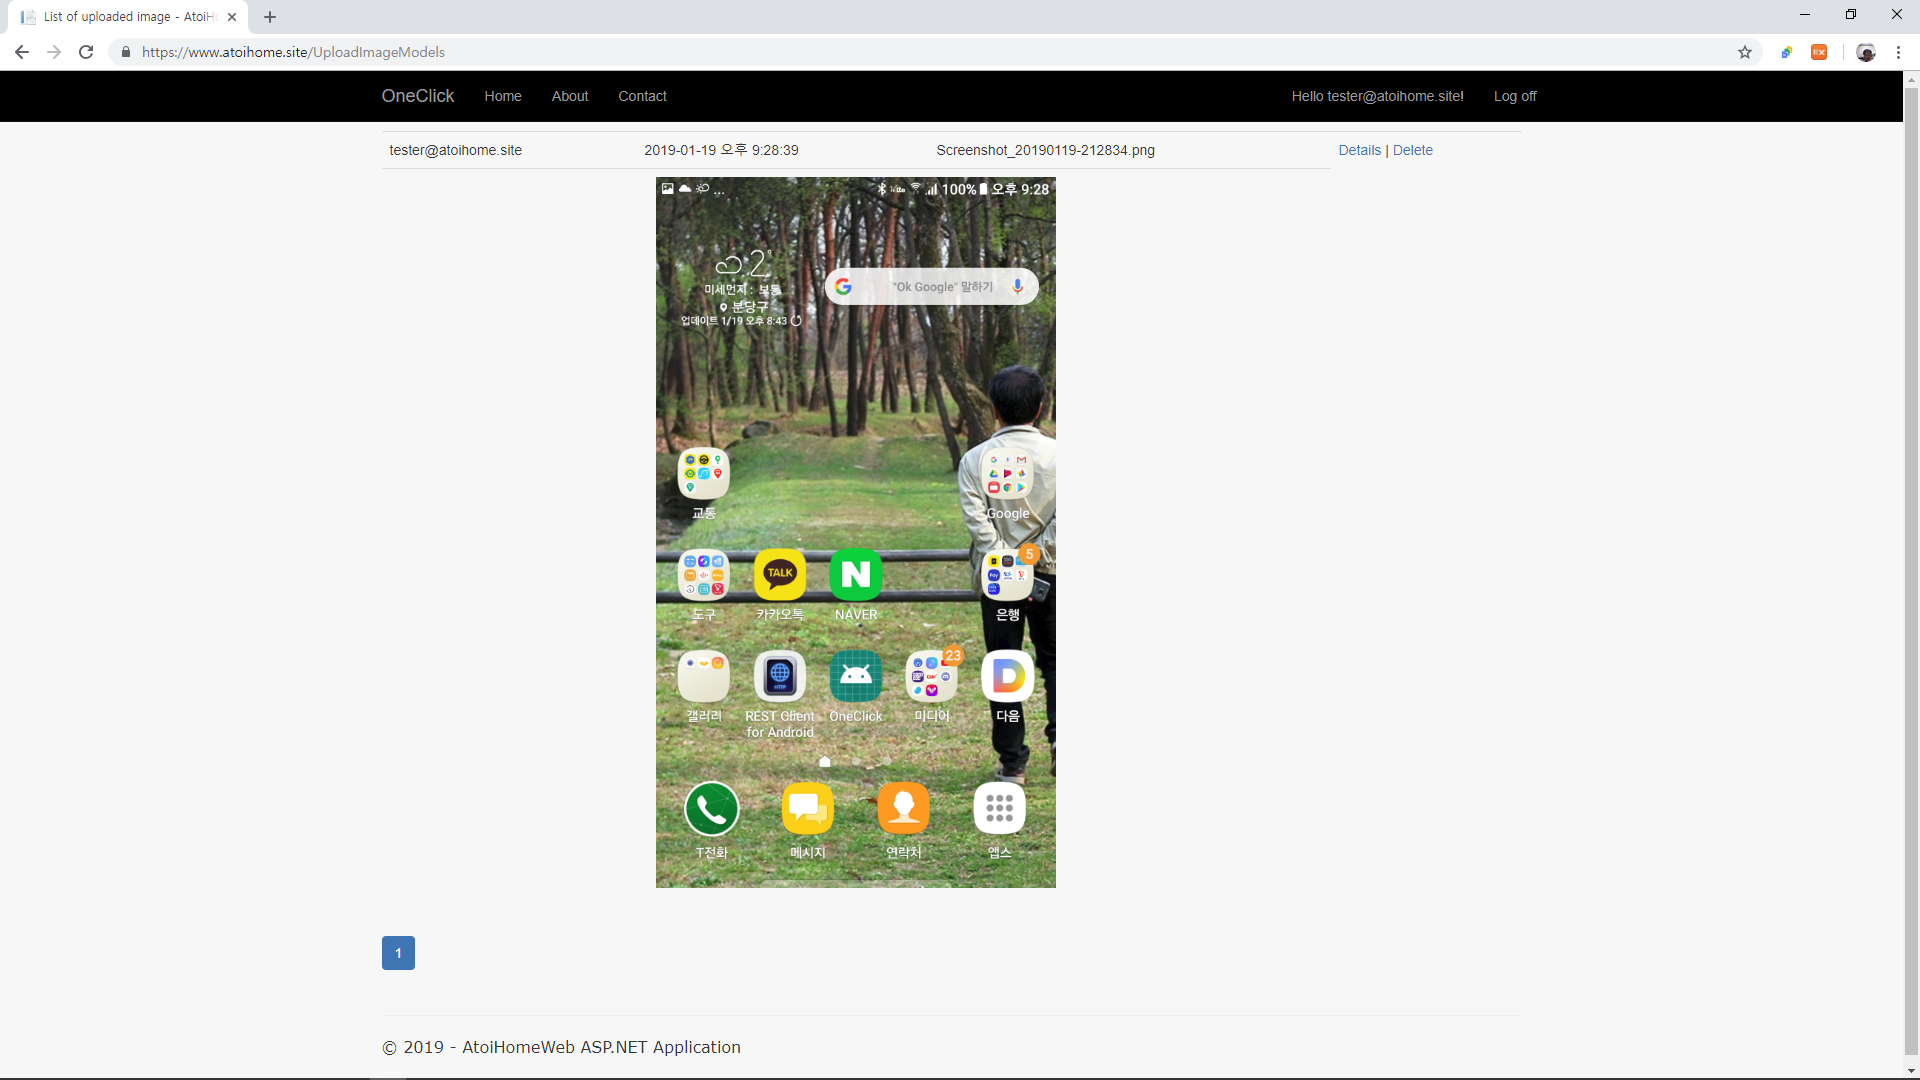 List of uploaded image - AtoiHo
https://www.atoihome.site/UploadImageModels
OneClick Home About Contact Hello tester@atoihome.site! Log off
tester@atoihome.site 2019-01-19 오후 9:28:39 Screenshot_20190119-212834.png Details | Delete
... 100% 오후 9:28
2°
미세먼지 : 보통
분당구
업데이트 1/19 오후 8:43
"Ok Google" 말하기
교통 Google
5
TALK N
도구 카카오톡 NAVER 은행
23
HTTP D
갤러리 REST Client for Android OneClick 미디어 다음
T전화 메시지 연락처 앱스
1
© 2019 - AtoiHomeWeb ASP.NET Application